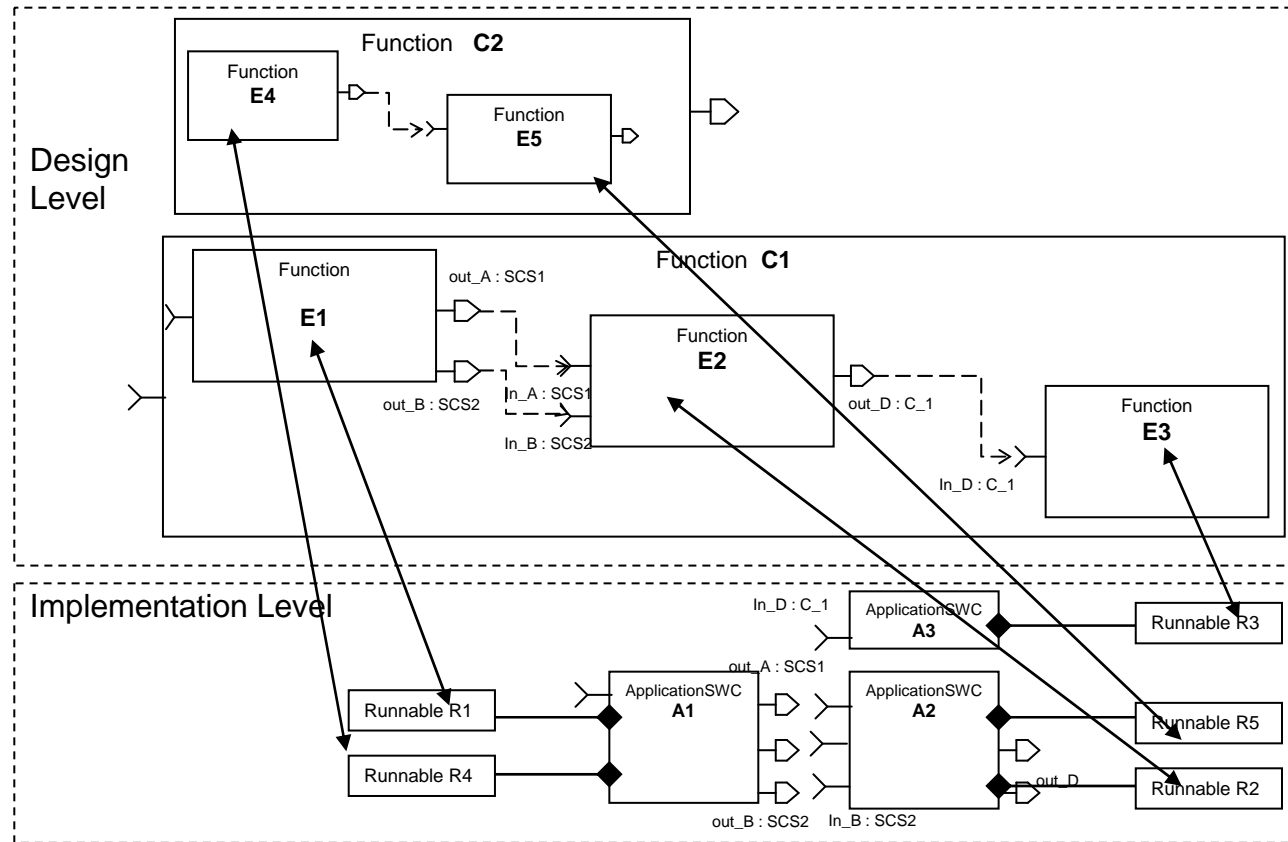 Function C2
Function
E4
Function
E5
Design
Level
Function C1
Function
E1
out_A : SCS1
out_B : SCS2
In_A : SCS1
In_B : SCS2
Function
E2
out_D : C_1
In_D : C_1
Function
E3
Implementation Level
In_D : C_1
ApplicationSWC
A3
Runnable R3
out_A : SCS1
Runnable R1
ApplicationSWC
A1
ApplicationSWC
A2
Runnable R5
Runnable R4
out_D
Runnable R2
out_B : SCS2
In_B : SCS2